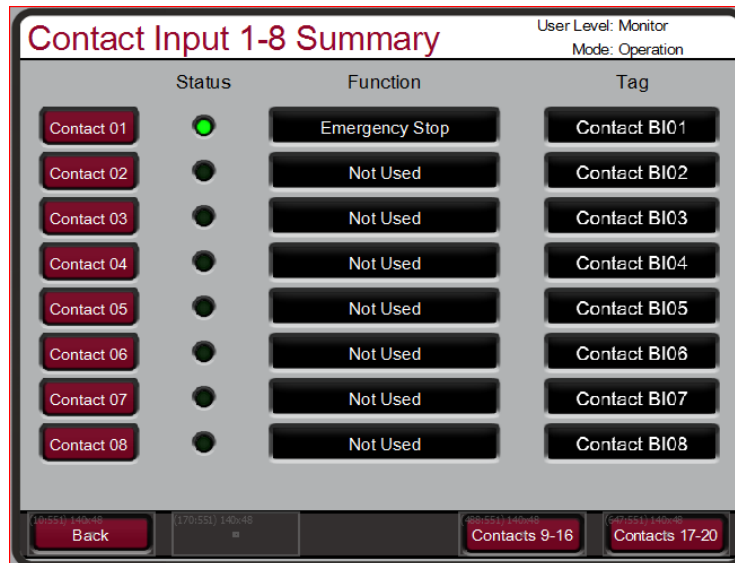 Contact Input 1-8 Summary
User Level: Monitor
Mode: Operation
Status Function Tag
Contact 01 Emergency Stop Contact BI01
Contact 02 Not Used Contact BI02
Contact 03 Not Used Contact BI03
Contact 04 Not Used Contact BI04
Contact 05 Not Used Contact BI05
Contact 06 Not Used Contact BI06
Contact 07 Not Used Contact BI07
Contact 08 Not Used Contact BI08
(10:551) 140x48 (170:551) 140x48 (488:551) 140x48 (647:551) 140x48
Back Contacts 9-16 Contacts 17-20